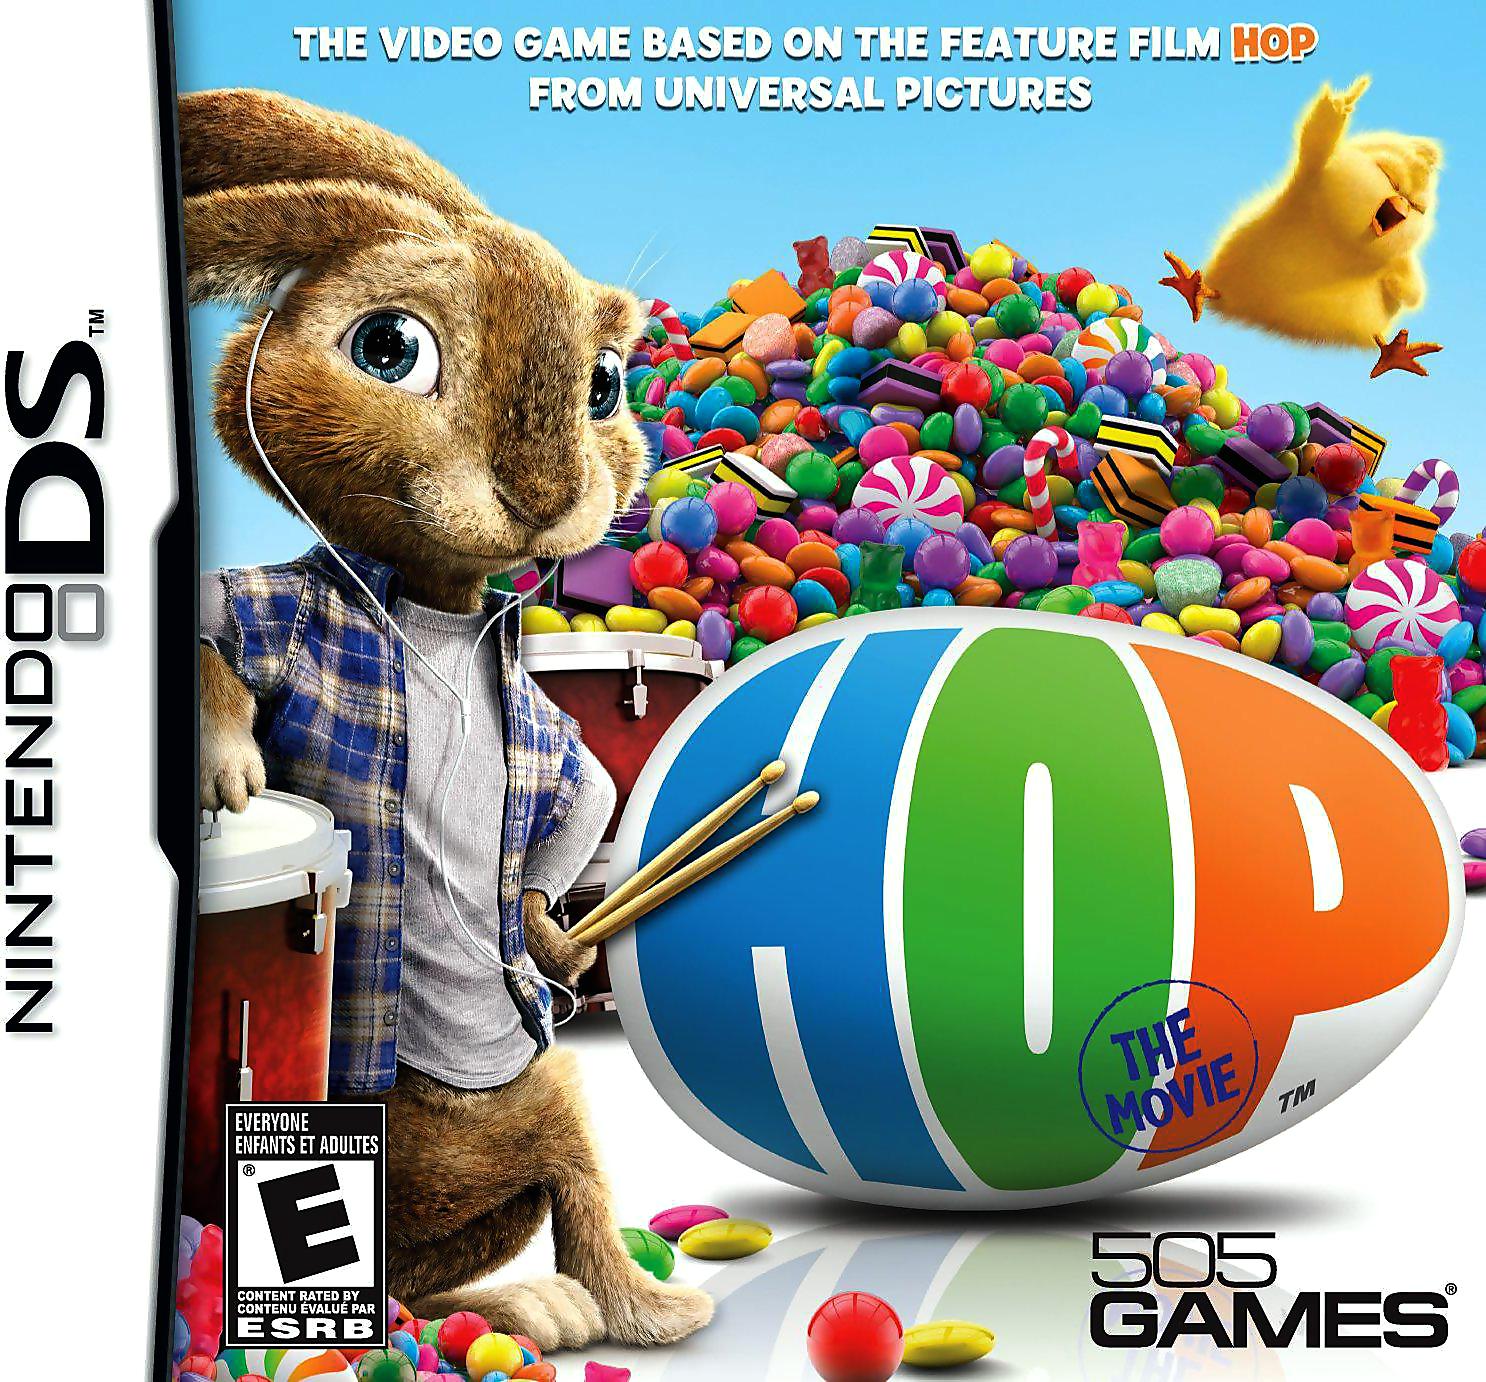 THE VIDEO GAME BASED ON THE FEATURE FILM HOP
FROM UNIVERSAL PICTURES
NINTENDO DS™
HOP
THE
MOVIE
TM
EVERYONE
ENFANTS ET ADULTES
®
E
CONTENT RATED BY
CONTENU ÉVALUÉ PAR
ESRB
505
GAMES®